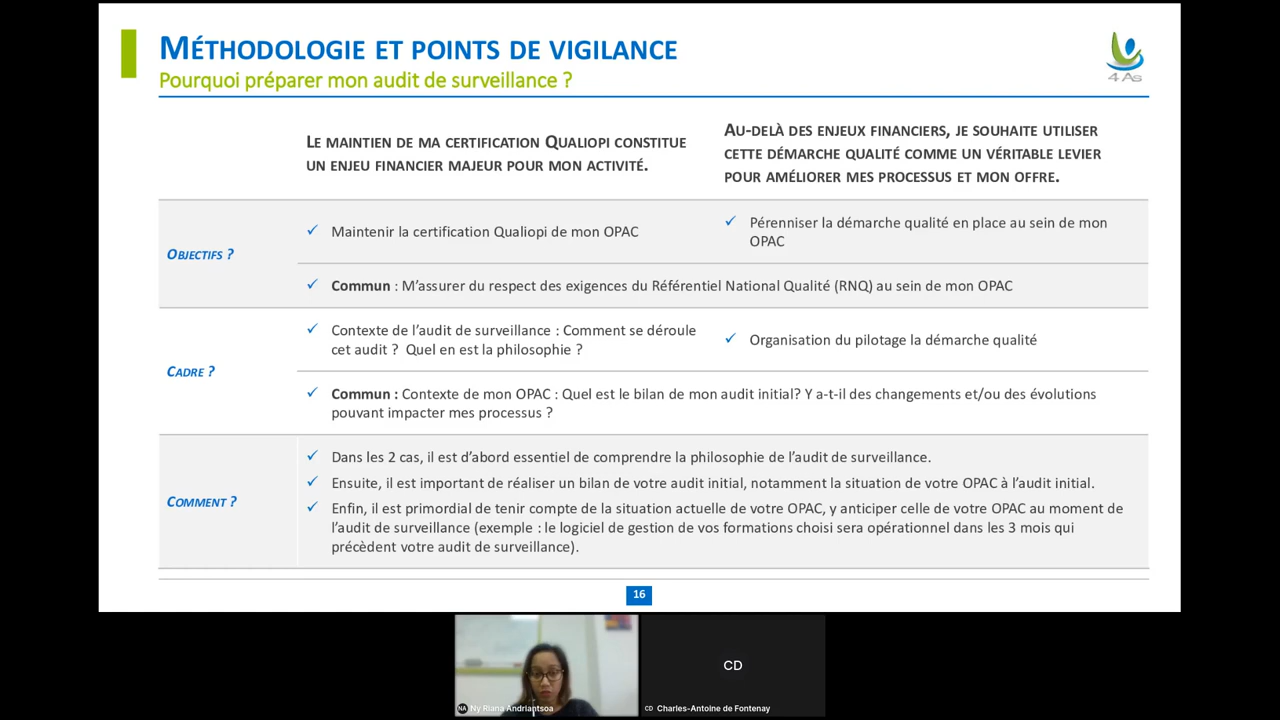 MÉTHODOLOGIE ET POINTS DE VIGILANCE
Pourquoi préparer mon audit de surveillance ?
4 As
LE MAINTIEN DE MA CERTIFICATION QUALIOPI CONSTITUE
UN ENJEU FINANCIER MAJEUR POUR MON ACTIVITÉ.
AU-DELÀ DES ENJEUX FINANCIERS, JE SOUHAITE UTILISER
CETTE DÉMARCHE QUALITÉ COMME UN VÉRITABLE LEVIER
POUR AMÉLIORER MES PROCESSUS ET MON OFFRE.
OBJECTIFS ?
✓ Maintenir la certification Qualiopi de mon OPAC
✓ Pérenniser la démarche qualité en place au sein de mon
OPAC
✓ Commun : M’assurer du respect des exigences du Référentiel National Qualité (RNQ) au sein de mon OPAC
CADRE ?
✓ Contexte de l’audit de surveillance : Comment se déroule
cet audit ? Quel en est la philosophie ?
✓ Organisation du pilotage la démarche qualité
✓ Commun : Contexte de mon OPAC : Quel est le bilan de mon audit initial? Y a-t-il des changements et/ou des évolutions
pouvant impacter mes processus ?
COMMENT ?
✓ Dans les 2 cas, il est d’abord essentiel de comprendre la philosophie de l’audit de surveillance.
✓ Ensuite, il est important de réaliser un bilan de votre audit initial, notamment la situation de votre OPAC à l’audit initial.
✓ Enfin, il est primordial de tenir compte de la situation actuelle de votre OPAC, y anticiper celle de votre OPAC au moment de
l’audit de surveillance (exemple : le logiciel de gestion de vos formations choisi sera opérationnel dans les 3 mois qui
précèdent votre audit de surveillance).
16
CD
NA Ny Riana Andriantsoa
CD Charles-Antoine de Fontenay